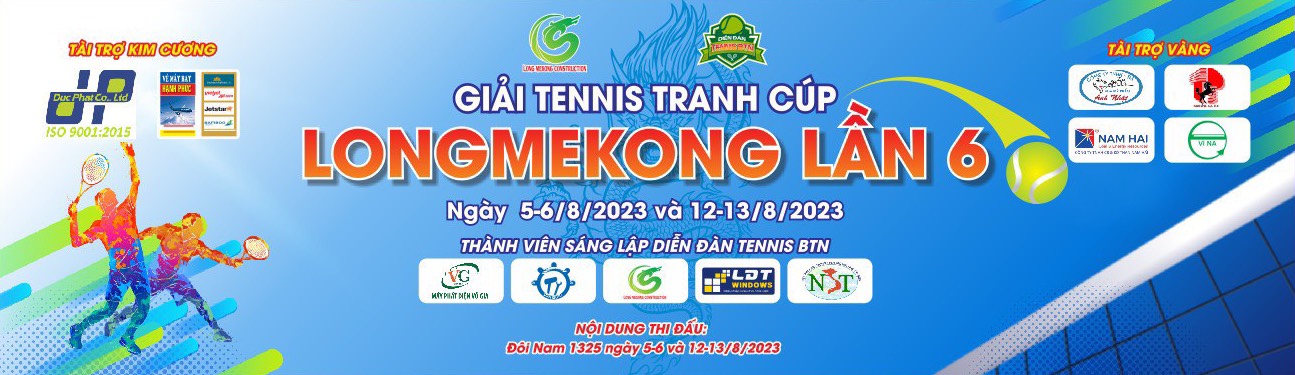 LONG MEKONG CONSTRUCTION
DIỄN ĐÀN
TENNIS BTN
TÀI TRỢ KIM CƯƠNG
Duc Phat Co., Ltd
ISO 9001:2015
VÉ MÁY BAY
HẠNH PHÚC
Jetstar
TÀI TRỢ VÀNG
Anh Nhật
NAM HAI
VI NA
GIẢI TENNIS TRANH CÚP
LONGMEKONG LẦN 6
Ngày 5-6/8/2023 và 12-13/8/2023
THÀNH VIÊN SÁNG LẬP DIỄN ĐÀN TENNIS BTN
VG
MÁY PHÁT ĐIỆN VÕ GIA
LONG MEKONG CONSTRUCTION
LDT
WINDOWS
NST
NỘI DUNG THI ĐẤU:
Đôi Nam 1325 ngày 5-6 và 12-13/8/2023